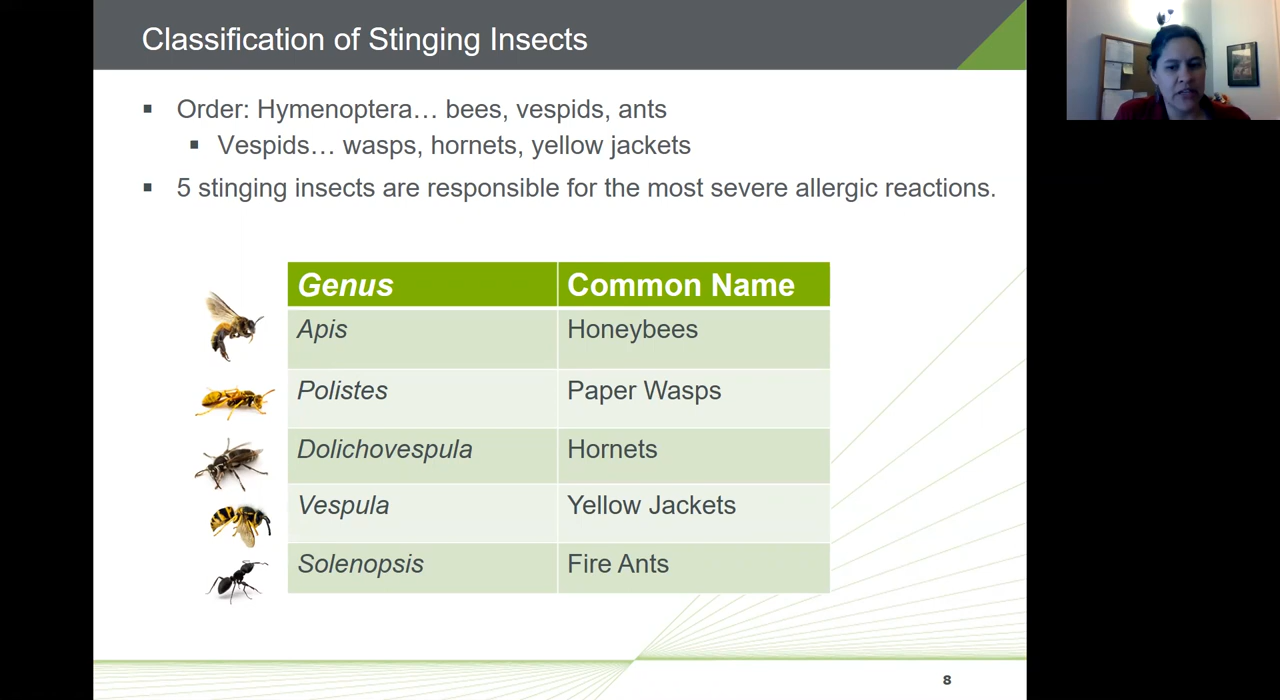 Classification of Stinging Insects
▪ Order: Hymenoptera… bees, vespids, ants
▪ Vespids… wasps, hornets, yellow jackets
▪ 5 stinging insects are responsible for the most severe allergic reactions.
Genus Common Name
Apis Honeybees
Polistes Paper Wasps
Dolichovespula Hornets
Vespula Yellow Jackets
Solenopsis Fire Ants
8